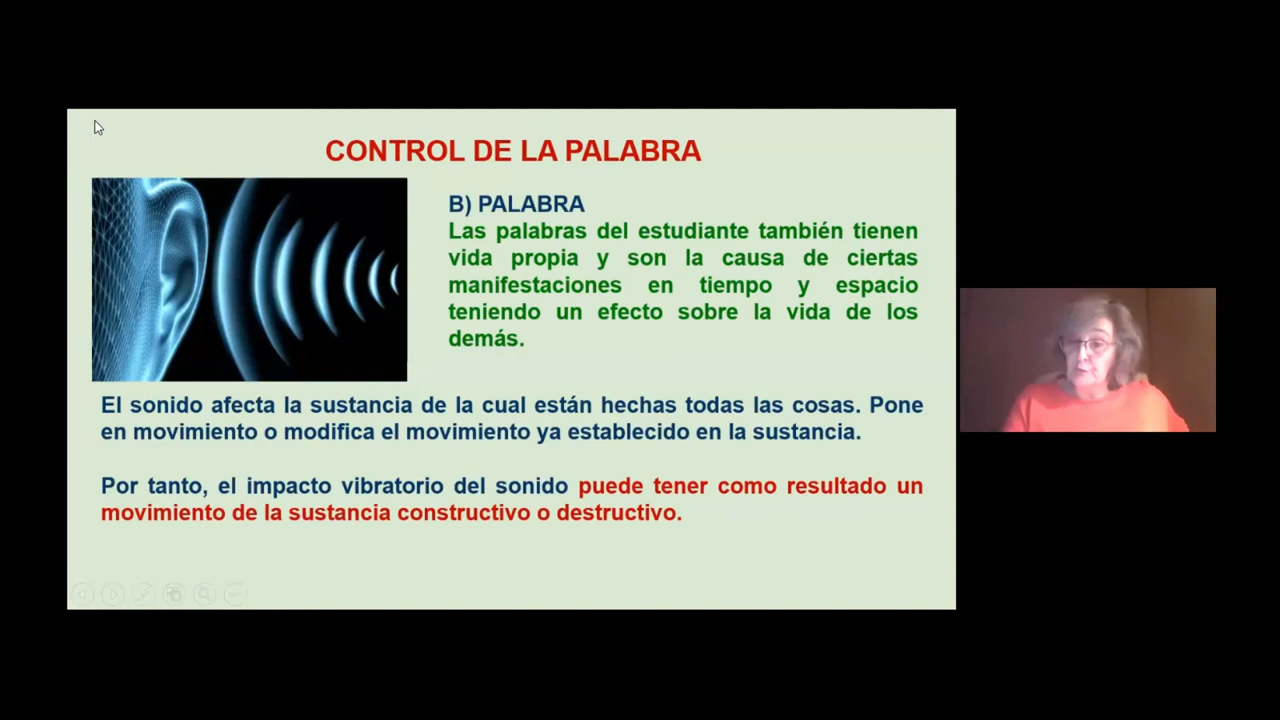 CONTROL DE LA PALABRA
B) PALABRA
Las palabras del estudiante también tienen
vida propia y son la causa de ciertas
manifestaciones en tiempo y espacio
teniendo un efecto sobre la vida de los
demás.
El sonido afecta la sustancia de la cual están hechas todas las cosas. Pone
en movimiento o modifica el movimiento ya establecido en la sustancia.
Por tanto, el impacto vibratorio del sonido puede tener como resultado un
movimiento de la sustancia constructivo o destructivo.